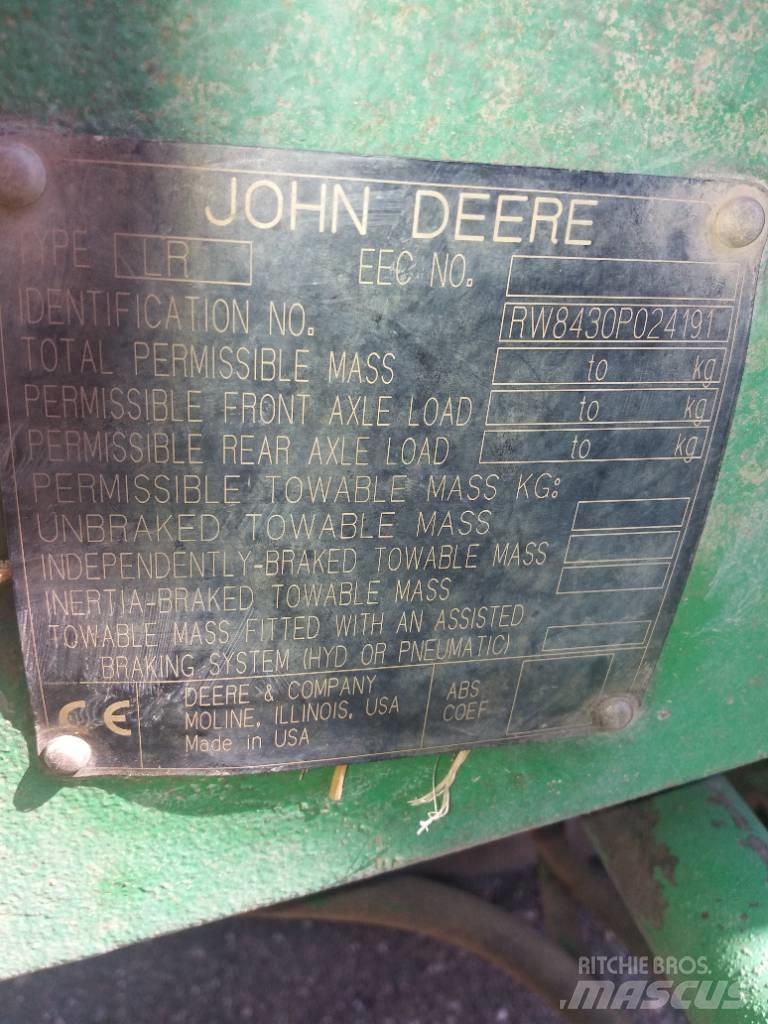 JOHN DEERE
TYPE LR EEC NO.
IDENTIFICATION NO. RW8430P024191
TOTAL PERMISSIBLE MASS to kg
PERMISSIBLE FRONT AXLE LOAD to kg
PERMISSIBLE REAR AXLE LOAD to kg
PERMISSIBLE TOWABLE MASS KG:
UNBRAKED TOWABLE MASS
INDEPENDENTLY-BRAKED TOWABLE MASS
INERTIA-BRAKED TOWABLE MASS
TOWABLE MASS FITTED WITH AN ASSISTED
BRAKING SYSTEM (HYD OR PNEUMATIC)
CE
DEERE & COMPANY
MOLINE, ILLINOIS, USA
Made in USA
ABS
COEF
RITCHIE BROS.
MASCUS